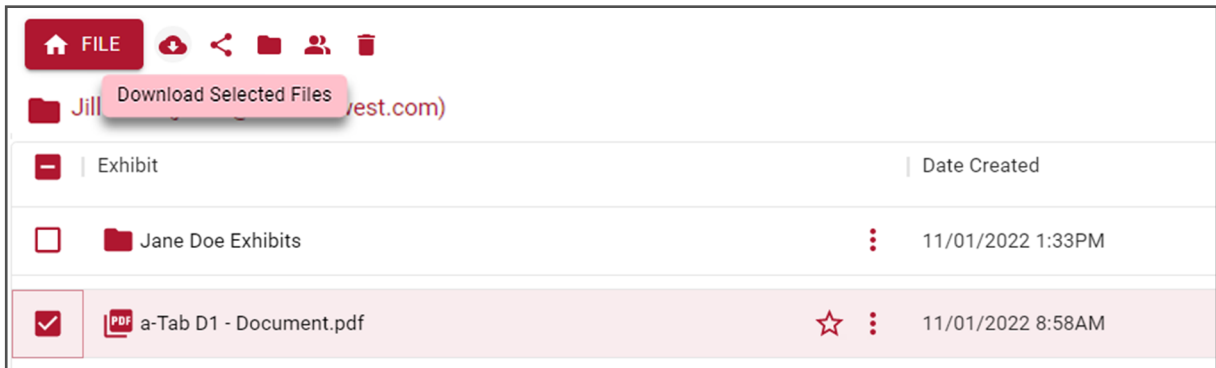 FILE
Download Selected Files
Jill est.com)
Exhibit Date Created
Jane Doe Exhibits 11/01/2022 1:33PM
PDF a-Tab D1 - Document.pdf 11/01/2022 8:58AM